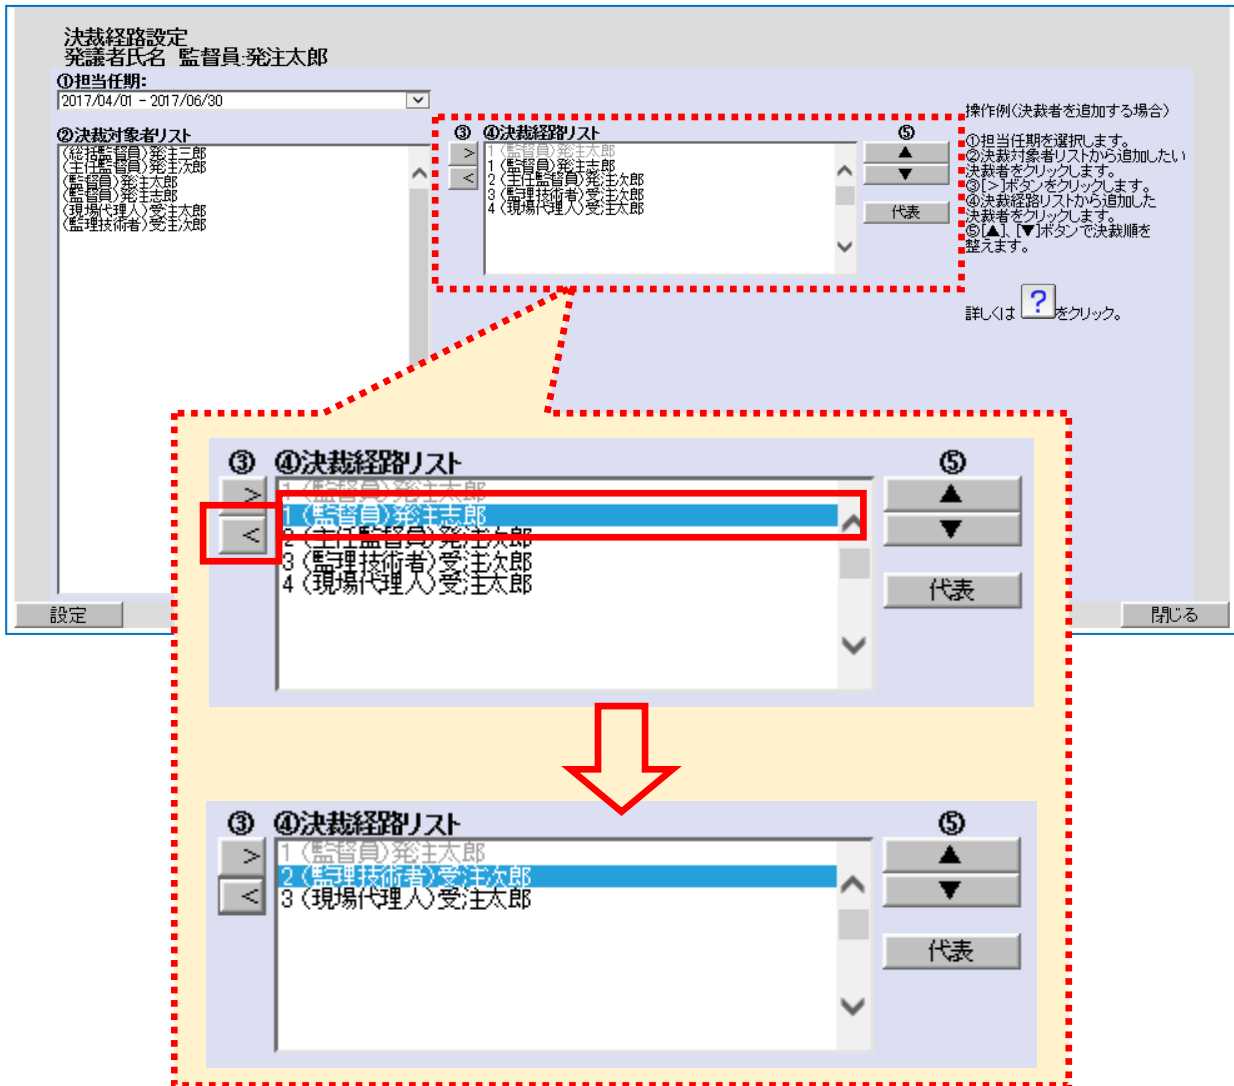 決裁経路設定
発議者氏名 監督員:発注太郎
①担当任期:
2017/04/01 - 2017/06/30
②決裁対象者リスト
(総括監督員)発注三郎
(主任監督員)発注次郎
(監督員)発注太郎
(監督員)発注志郎
(現場代理人)受注太郎
(監理技術者)受注次郎
③ ④決裁経路リスト ⑤
> 1 (監督員)発注太郎 ▲
1 (監督員)発注志郎
< 2 (主任監督員)発注次郎 ▼
3 (監理技術者)受注次郎
4 (現場代理人)受注太郎 代表
操作例(決裁者を追加する場合)
①担当任期を選択します。
②決裁対象者リストから追加したい
決裁者をクリックします。
③[>]ボタンをクリックします。
④決裁経路リストから追加した
決裁者をクリックします。
⑤[▲]、[▼]ボタンで決裁順を
整えます。
詳しくは ? をクリック。
③ ④決裁経路リスト ⑤
> 1 (監督員)発注太郎 ▲
1 (監督員)発注志郎
< 2 (主任監督員)発注次郎 ▼
3 (監理技術者)受注次郎
4 (現場代理人)受注太郎 代表
設定 閉じる
③ ④決裁経路リスト ⑤
> 1 (監督員)発注太郎 ▲
2 (監理技術者)受注次郎
< 3 (現場代理人)受注太郎 ▼
代表